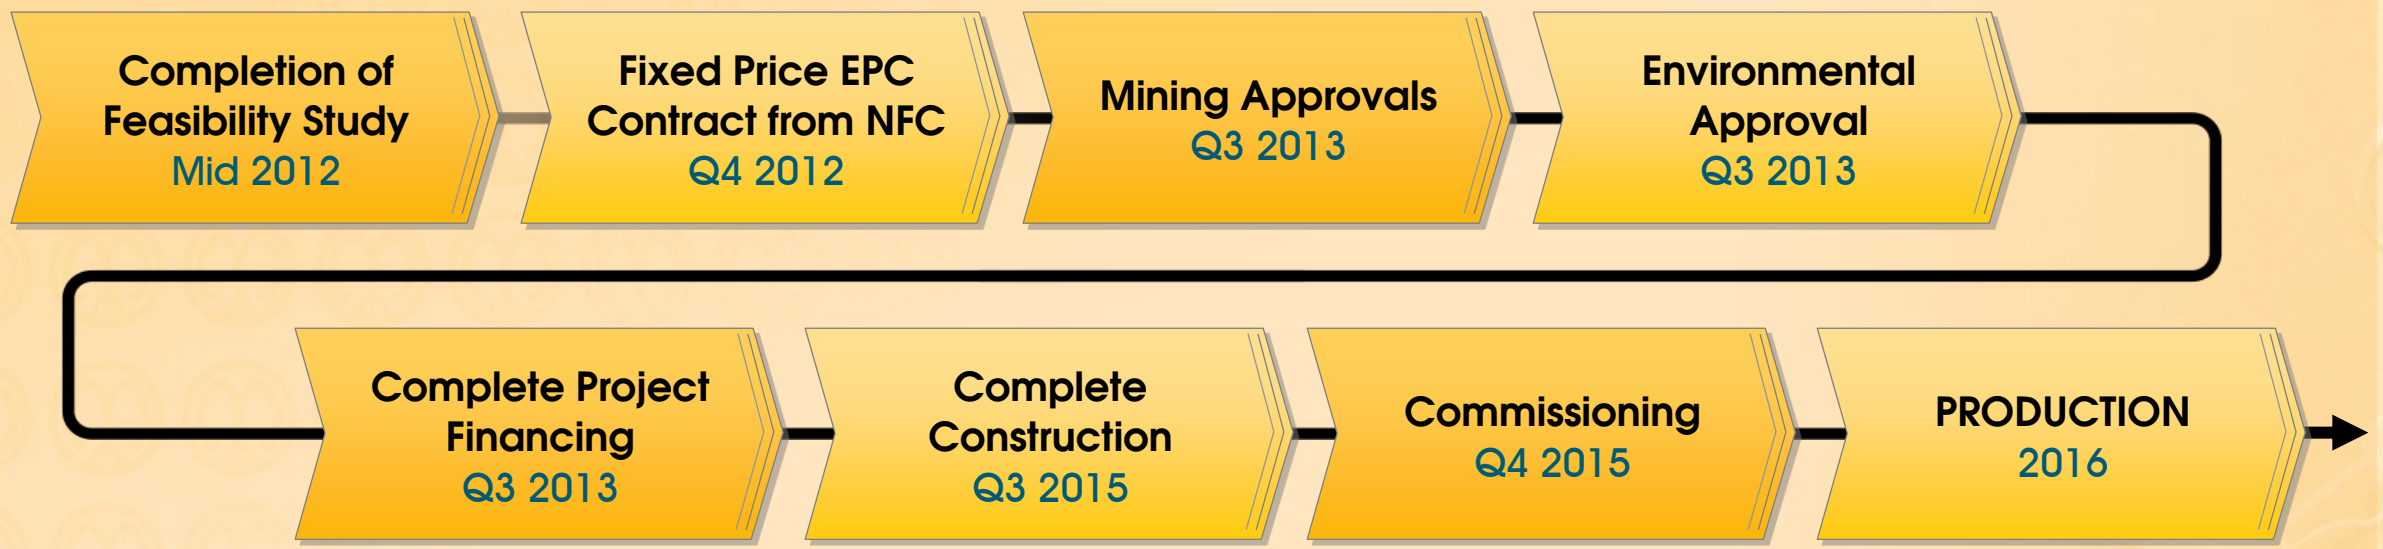 Completion of
Feasibility Study
Mid 2012
Fixed Price EPC
Contract from NFC
Q4 2012
Mining Approvals
Q3 2013
Environmental
Approval
Q3 2013
Complete Project
Financing
Q3 2013
Complete
Construction
Q3 2015
Commissioning
Q4 2015
PRODUCTION
2016